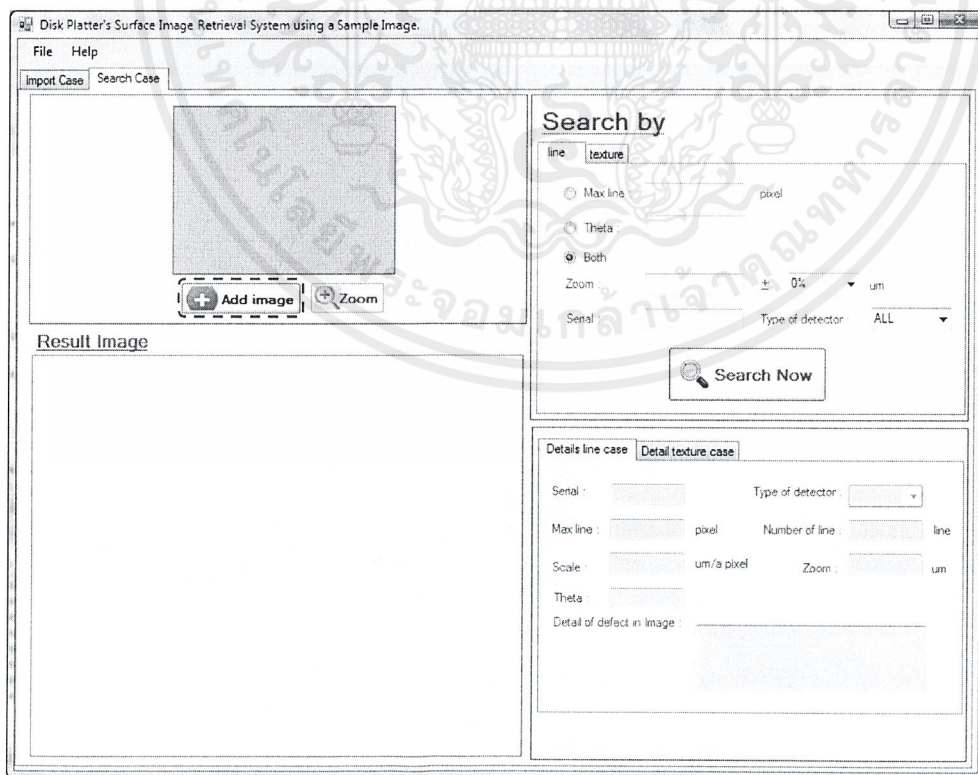 Disk Platter's Surface Image Retrieval System using a Sample Image.
File Help
Import Case Search Case
Add image Zoom
Result Image
Search by
line texture
Max line : pixel
Theta :
Both
Zoom : ± 0% um
Serial : Type of detector : ALL
Search Now
Details line case Detail texture case
Serial : Type of detector :
Max line : pixel Number of line : line
Scale : um/a pixel Zoom : um
Theta :
Detail of defect in Image :